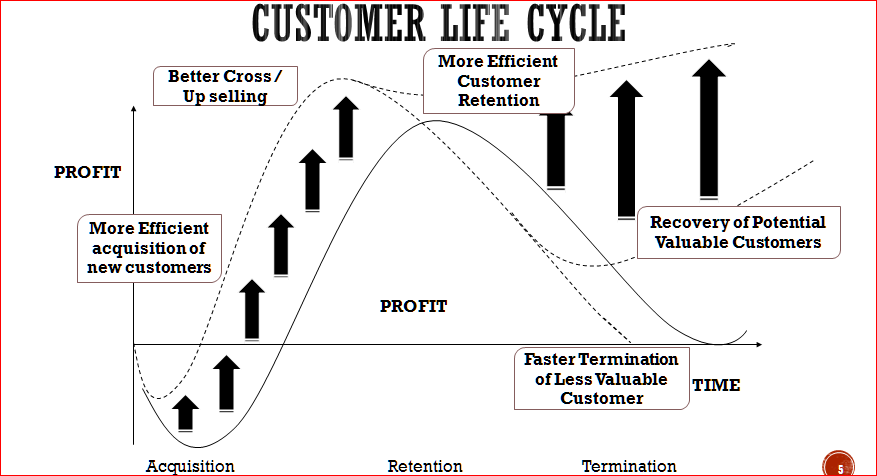 CUSTOMER LIFE CYCLE
Better Cross /
Up selling
More Efficient
Customer
Retention
PROFIT
More Efficient
acquisition of
new customers
Recovery of Potential
Valuable Customers
PROFIT
Faster Termination
of Less Valuable
Customer
TIME
Acquisition
Retention
Termination
5